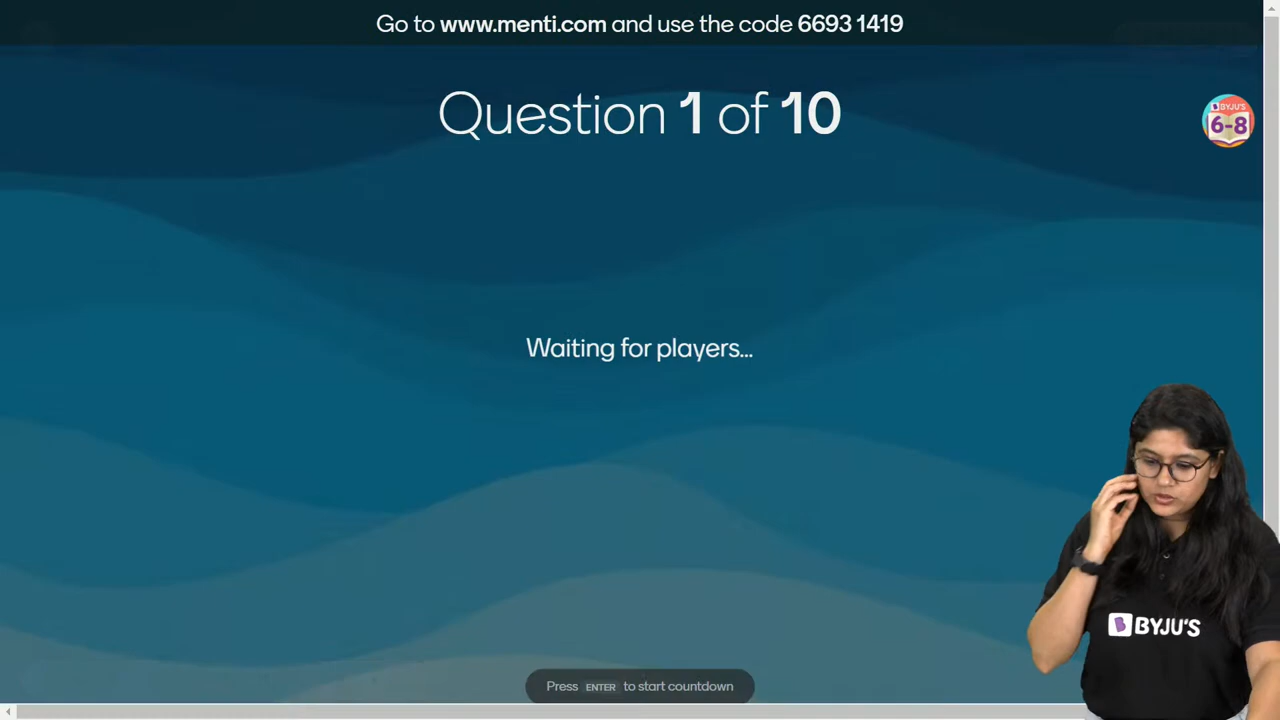 Go to www.menti.com and use the code 6693 1419
Question 1 of 10
BYJU'S
6-8
Waiting for players...
BYJU'S
Press ENTER to start countdown